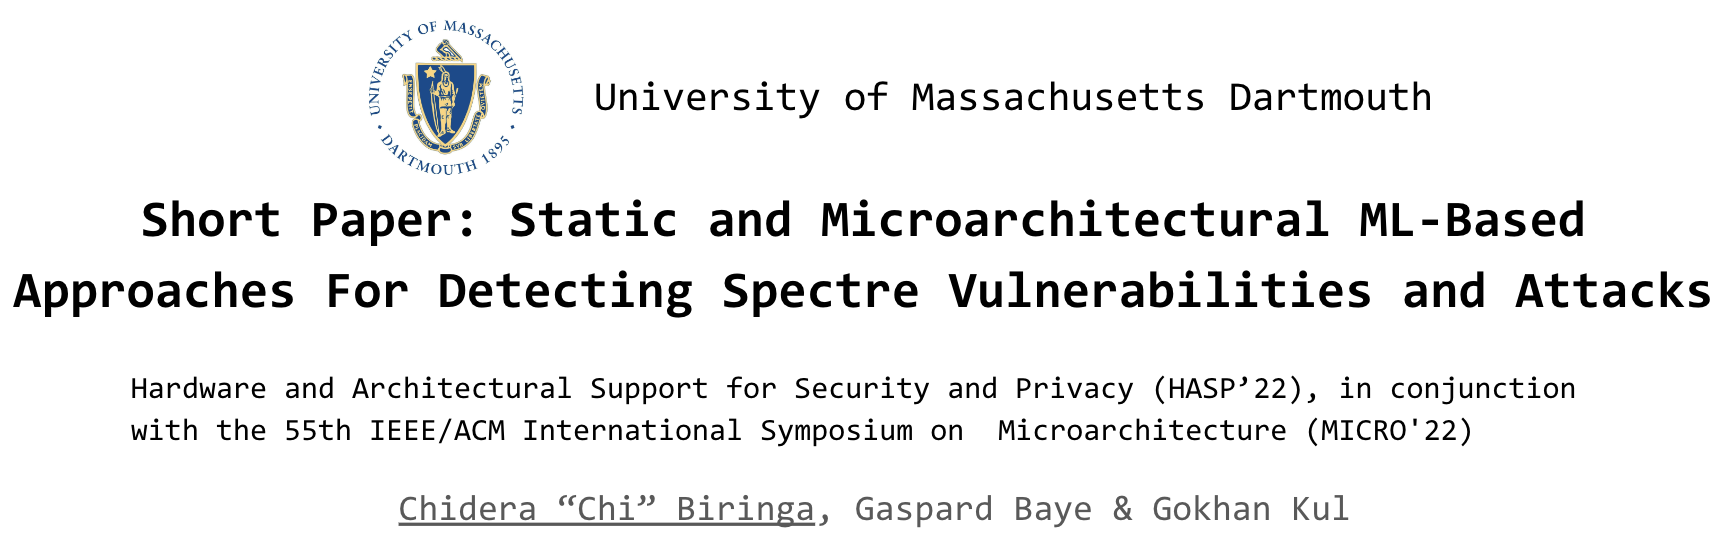 UNIVERSITY OF MASSACHUSETTS
• DARTMOUTH 1895 •
University of Massachusetts Dartmouth
Short Paper: Static and Microarchitectural ML-Based
Approaches For Detecting Spectre Vulnerabilities and Attacks
Hardware and Architectural Support for Security and Privacy (HASP’22), in conjunction
with the 55th IEEE/ACM International Symposium on  Microarchitecture (MICRO'22)
Chidera “Chi” Biringa, Gaspard Baye & Gokhan Kul